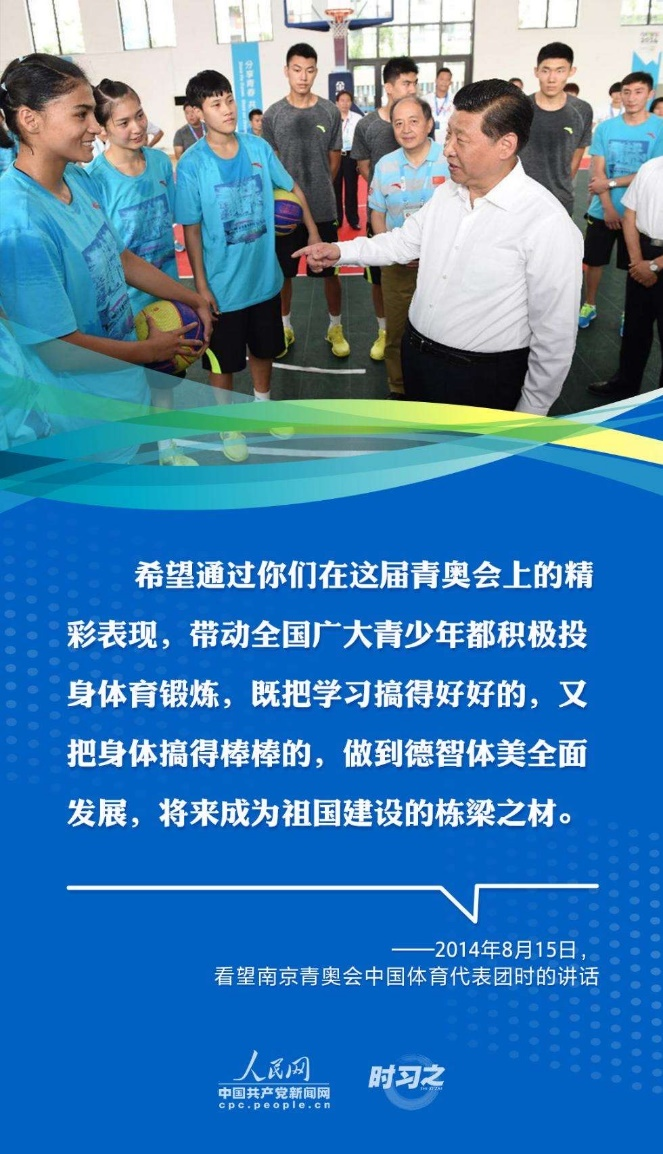 分享青春
希望通过你们在这届青奥会上的精
彩表现，带动全国广大青少年都积极投
身体育锻炼，既把学习搞得好好的，又
把身体搞得棒棒的，做到德智体美全面
发展，将来成为祖国建设的栋梁之材。
——2014年8月15日，
看望南京青奥会中国体育代表团时的讲话
人民网
中国共产党新闻网
cpc.people.cn
时习之